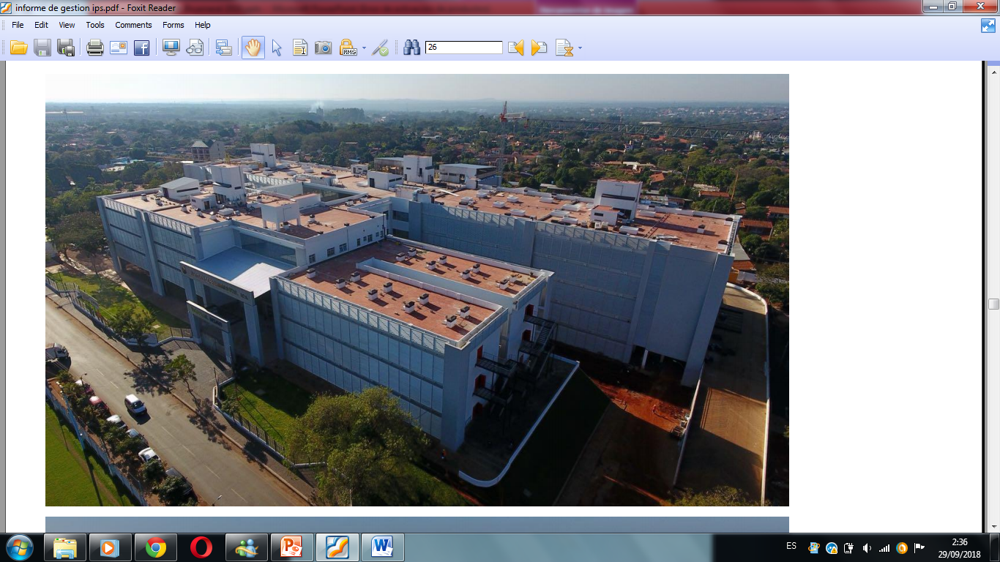 informe de gestion ips.pdf - Foxit Reader
File Edit View Tools Comments Forms Help
RMS
26
ES
2:36
29/09/2018